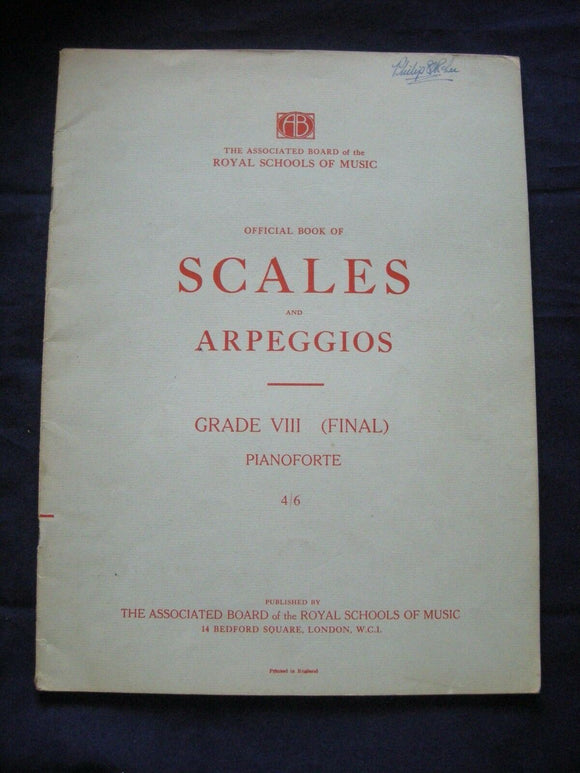 Philip
AB
THE ASSOCIATED BOARD of the
ROYAL SCHOOLS OF MUSIC
OFFICIAL BOOK OF
SCALES
AND
ARPEGGIOS
GRADE VIII (FINAL)
PIANOFORTE
4/6
PUBLISHED BY
THE ASSOCIATED BOARD of the ROYAL SCHOOLS OF MUSIC
14 BEDFORD SQUARE, LONDON, W.C.1.
Printed in England